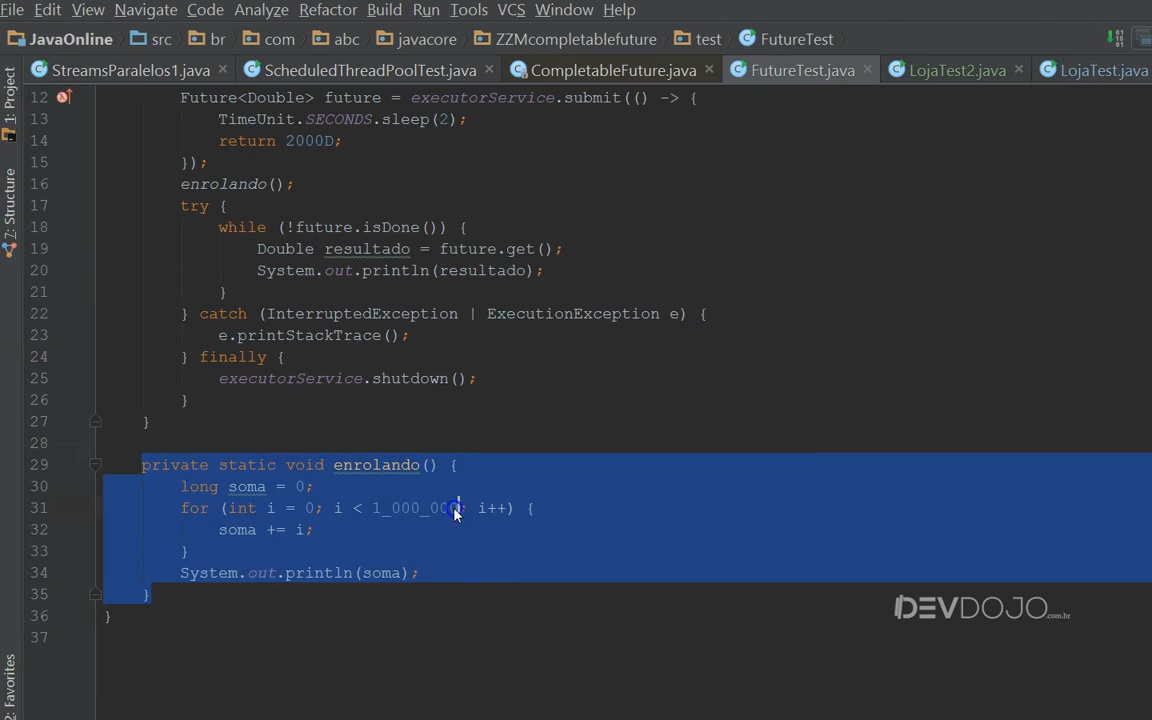 File Edit View Navigate Code Analyze Refactor Build Run Tools VCS Window Help
JavaOnline src br com abc javacore ZZMcompletablefuture test FutureTest
StreamsParalelos1.java ScheduledThreadPoolTest.java CompletableFuture.java FutureTest.java LojaTest2.java LojaTest.java
1: Project
7: Structure
2: Favorites
12 Future<Double> future = executorService.submit(() -> {
13 TimeUnit.SECONDS.sleep(2);
14 return 2000D;
15 });
16 enrolando();
17 try {
18 while (!future.isDone()) {
19 Double resultado = future.get();
20 System.out.println(resultado);
21 }
22 } catch (InterruptedException | ExecutionException e) {
23 e.printStackTrace();
24 } finally {
25 executorService.shutdown();
26 }
27 }
28
29 private static void enrolando() {
30 long soma = 0;
31 for (int i = 0; i < 1_000_000; i++) {
32 soma += i;
33 }
34 System.out.println(soma);
35 }
36 }
37
DEVDOJO.com.br